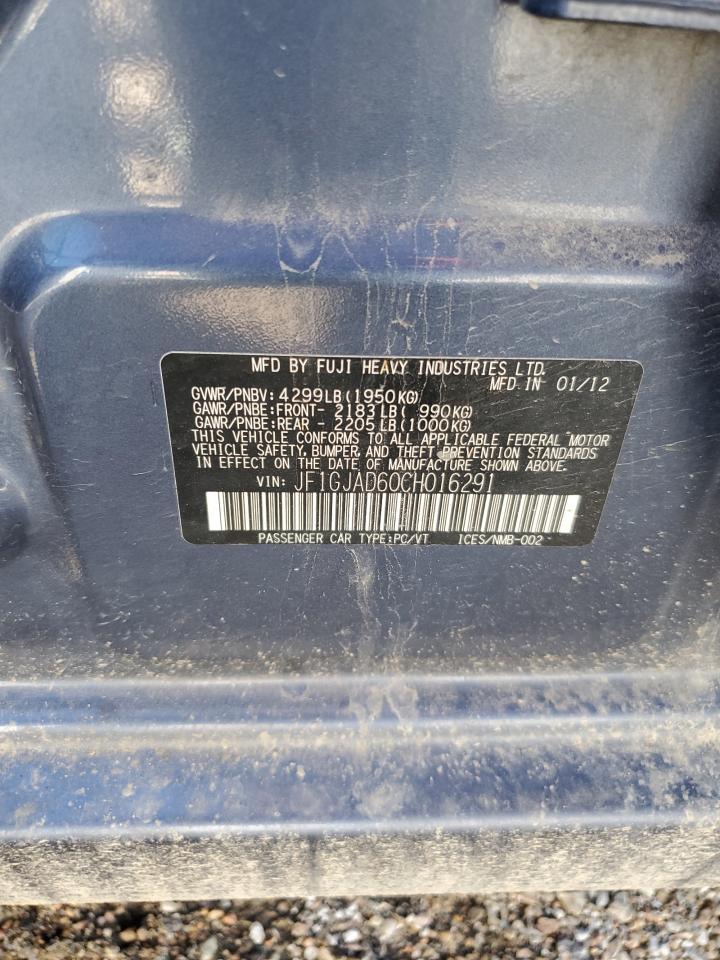 MFD BY FUJI HEAVY INDUSTRIES LTD.
MFD.IN 01/12
GVWR/PNBV: 4299LB(1950KG)
GAWR/PNBE:FRONT- 2183LB( 990KG)
GAWR/PNBE:REAR - 2205LB(1000KG)
THIS VEHICLE CONFORMS TO ALL APPLICABLE FEDERAL MOTOR
VEHICLE SAFETY, BUMPER, AND THEFT PREVENTION STANDARDS
IN EFFECT ON THE DATE OF MANUFACTURE SHOWN ABOVE.
VIN: JF1GJAD60CH016291
PASSENGER CAR TYPE:PC/VT ICES/NMB-002